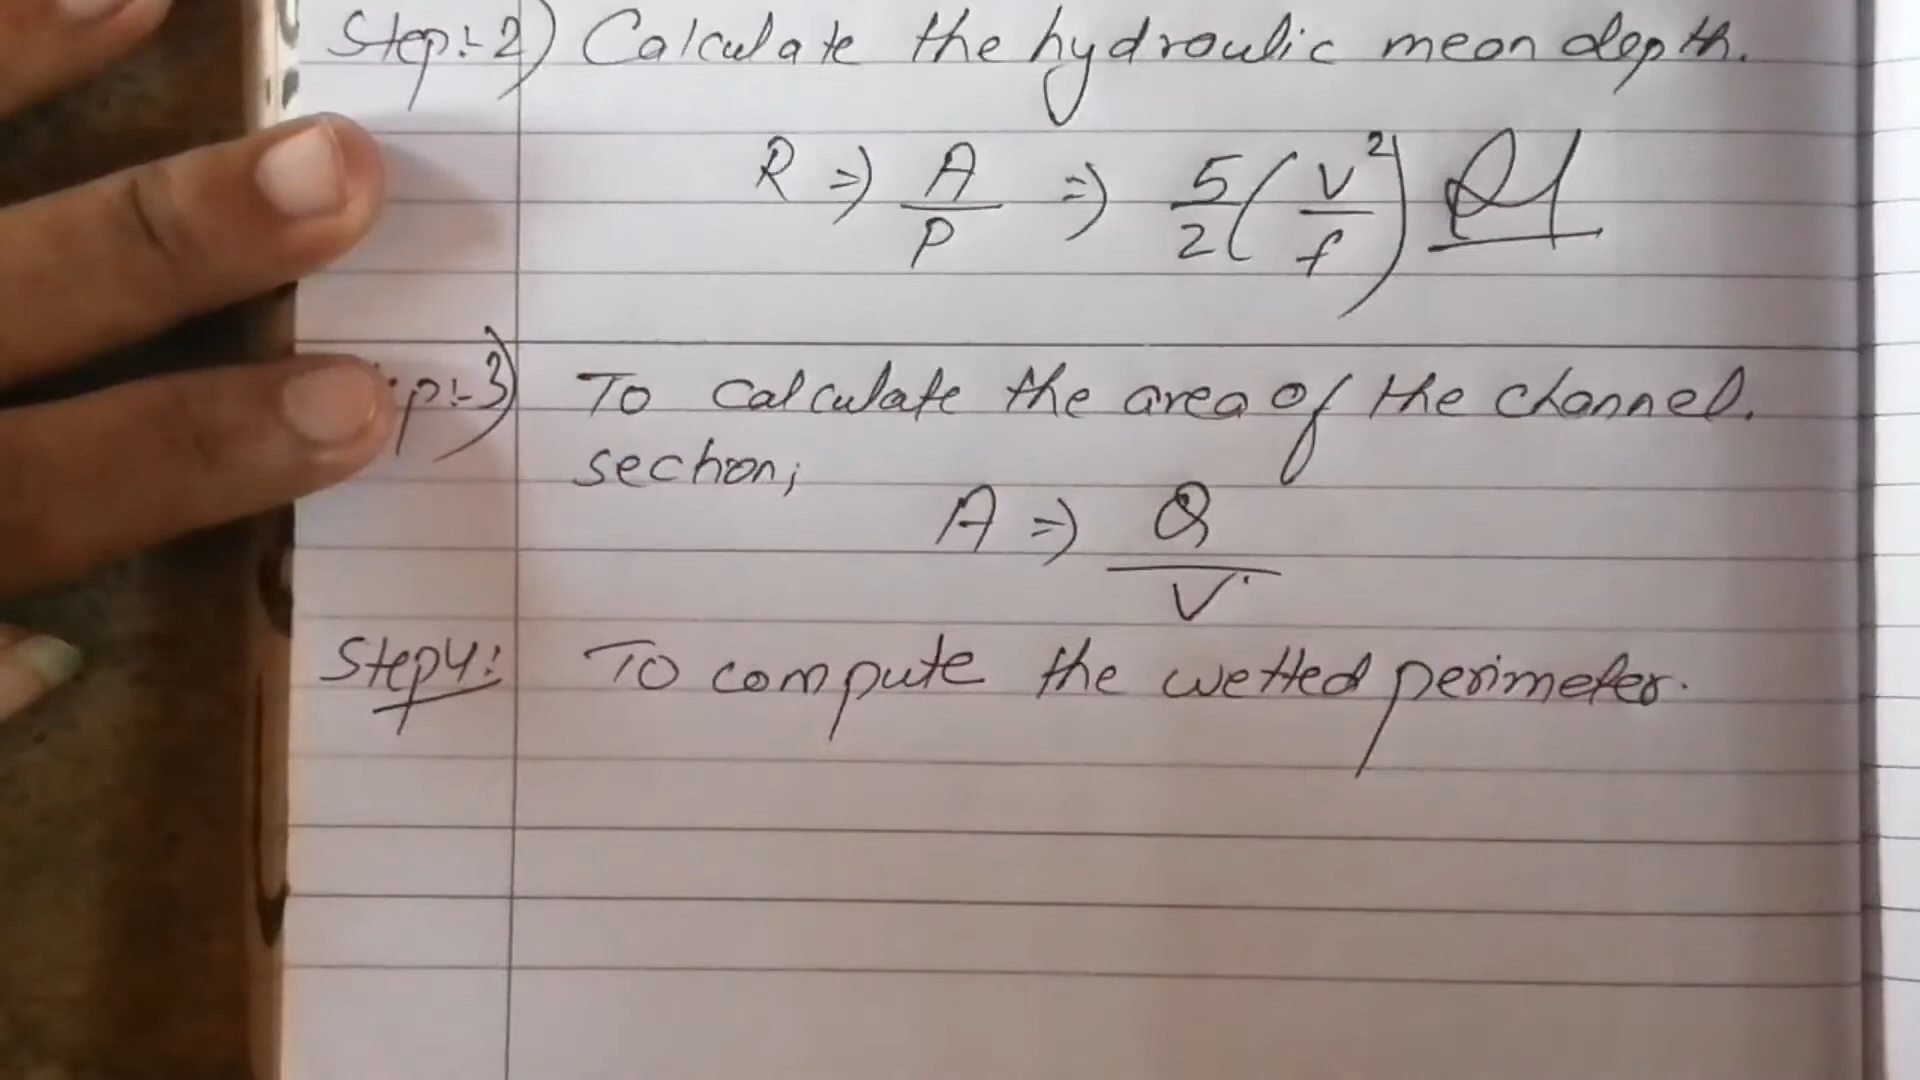 Step:-2) Calculate the hydraulic mean depth.
R => A/P => 5/2 (V²/f)
p:-3) To calculate the area of the channel.
section;
A => Q/V
Step4: To compute the wetted perimeter.